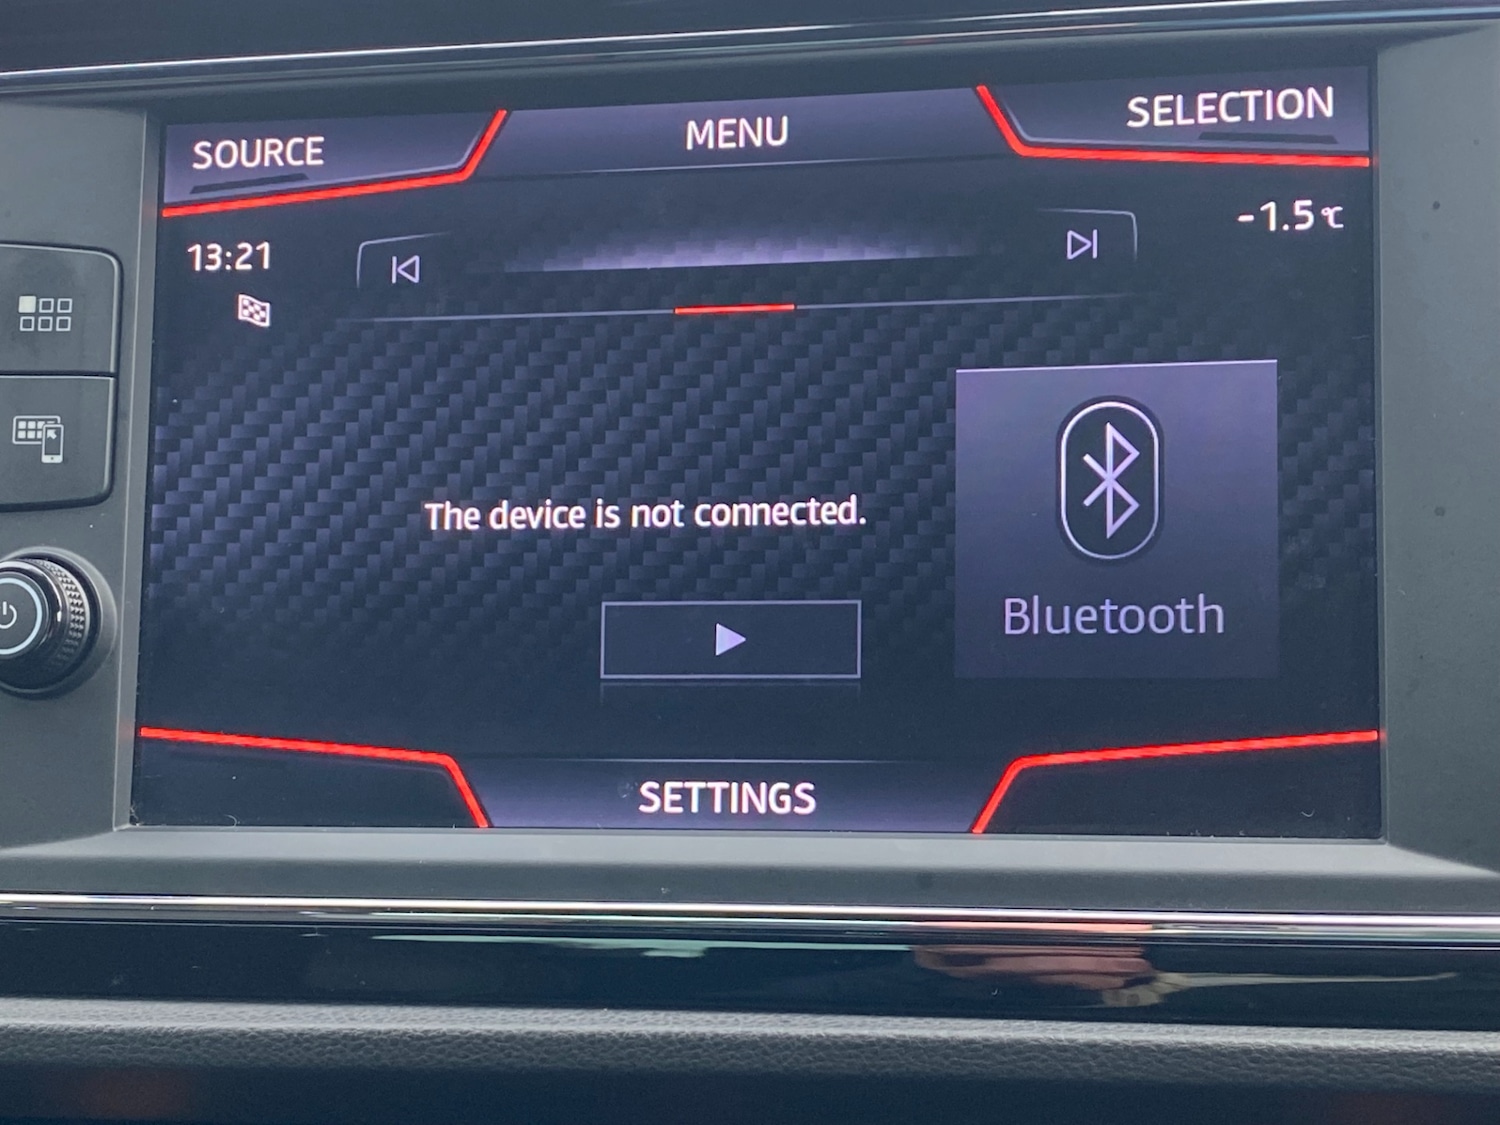 SOURCE
MENU
SELECTION
13:21
-1.5°C
The device is not connected.
Bluetooth
SETTINGS